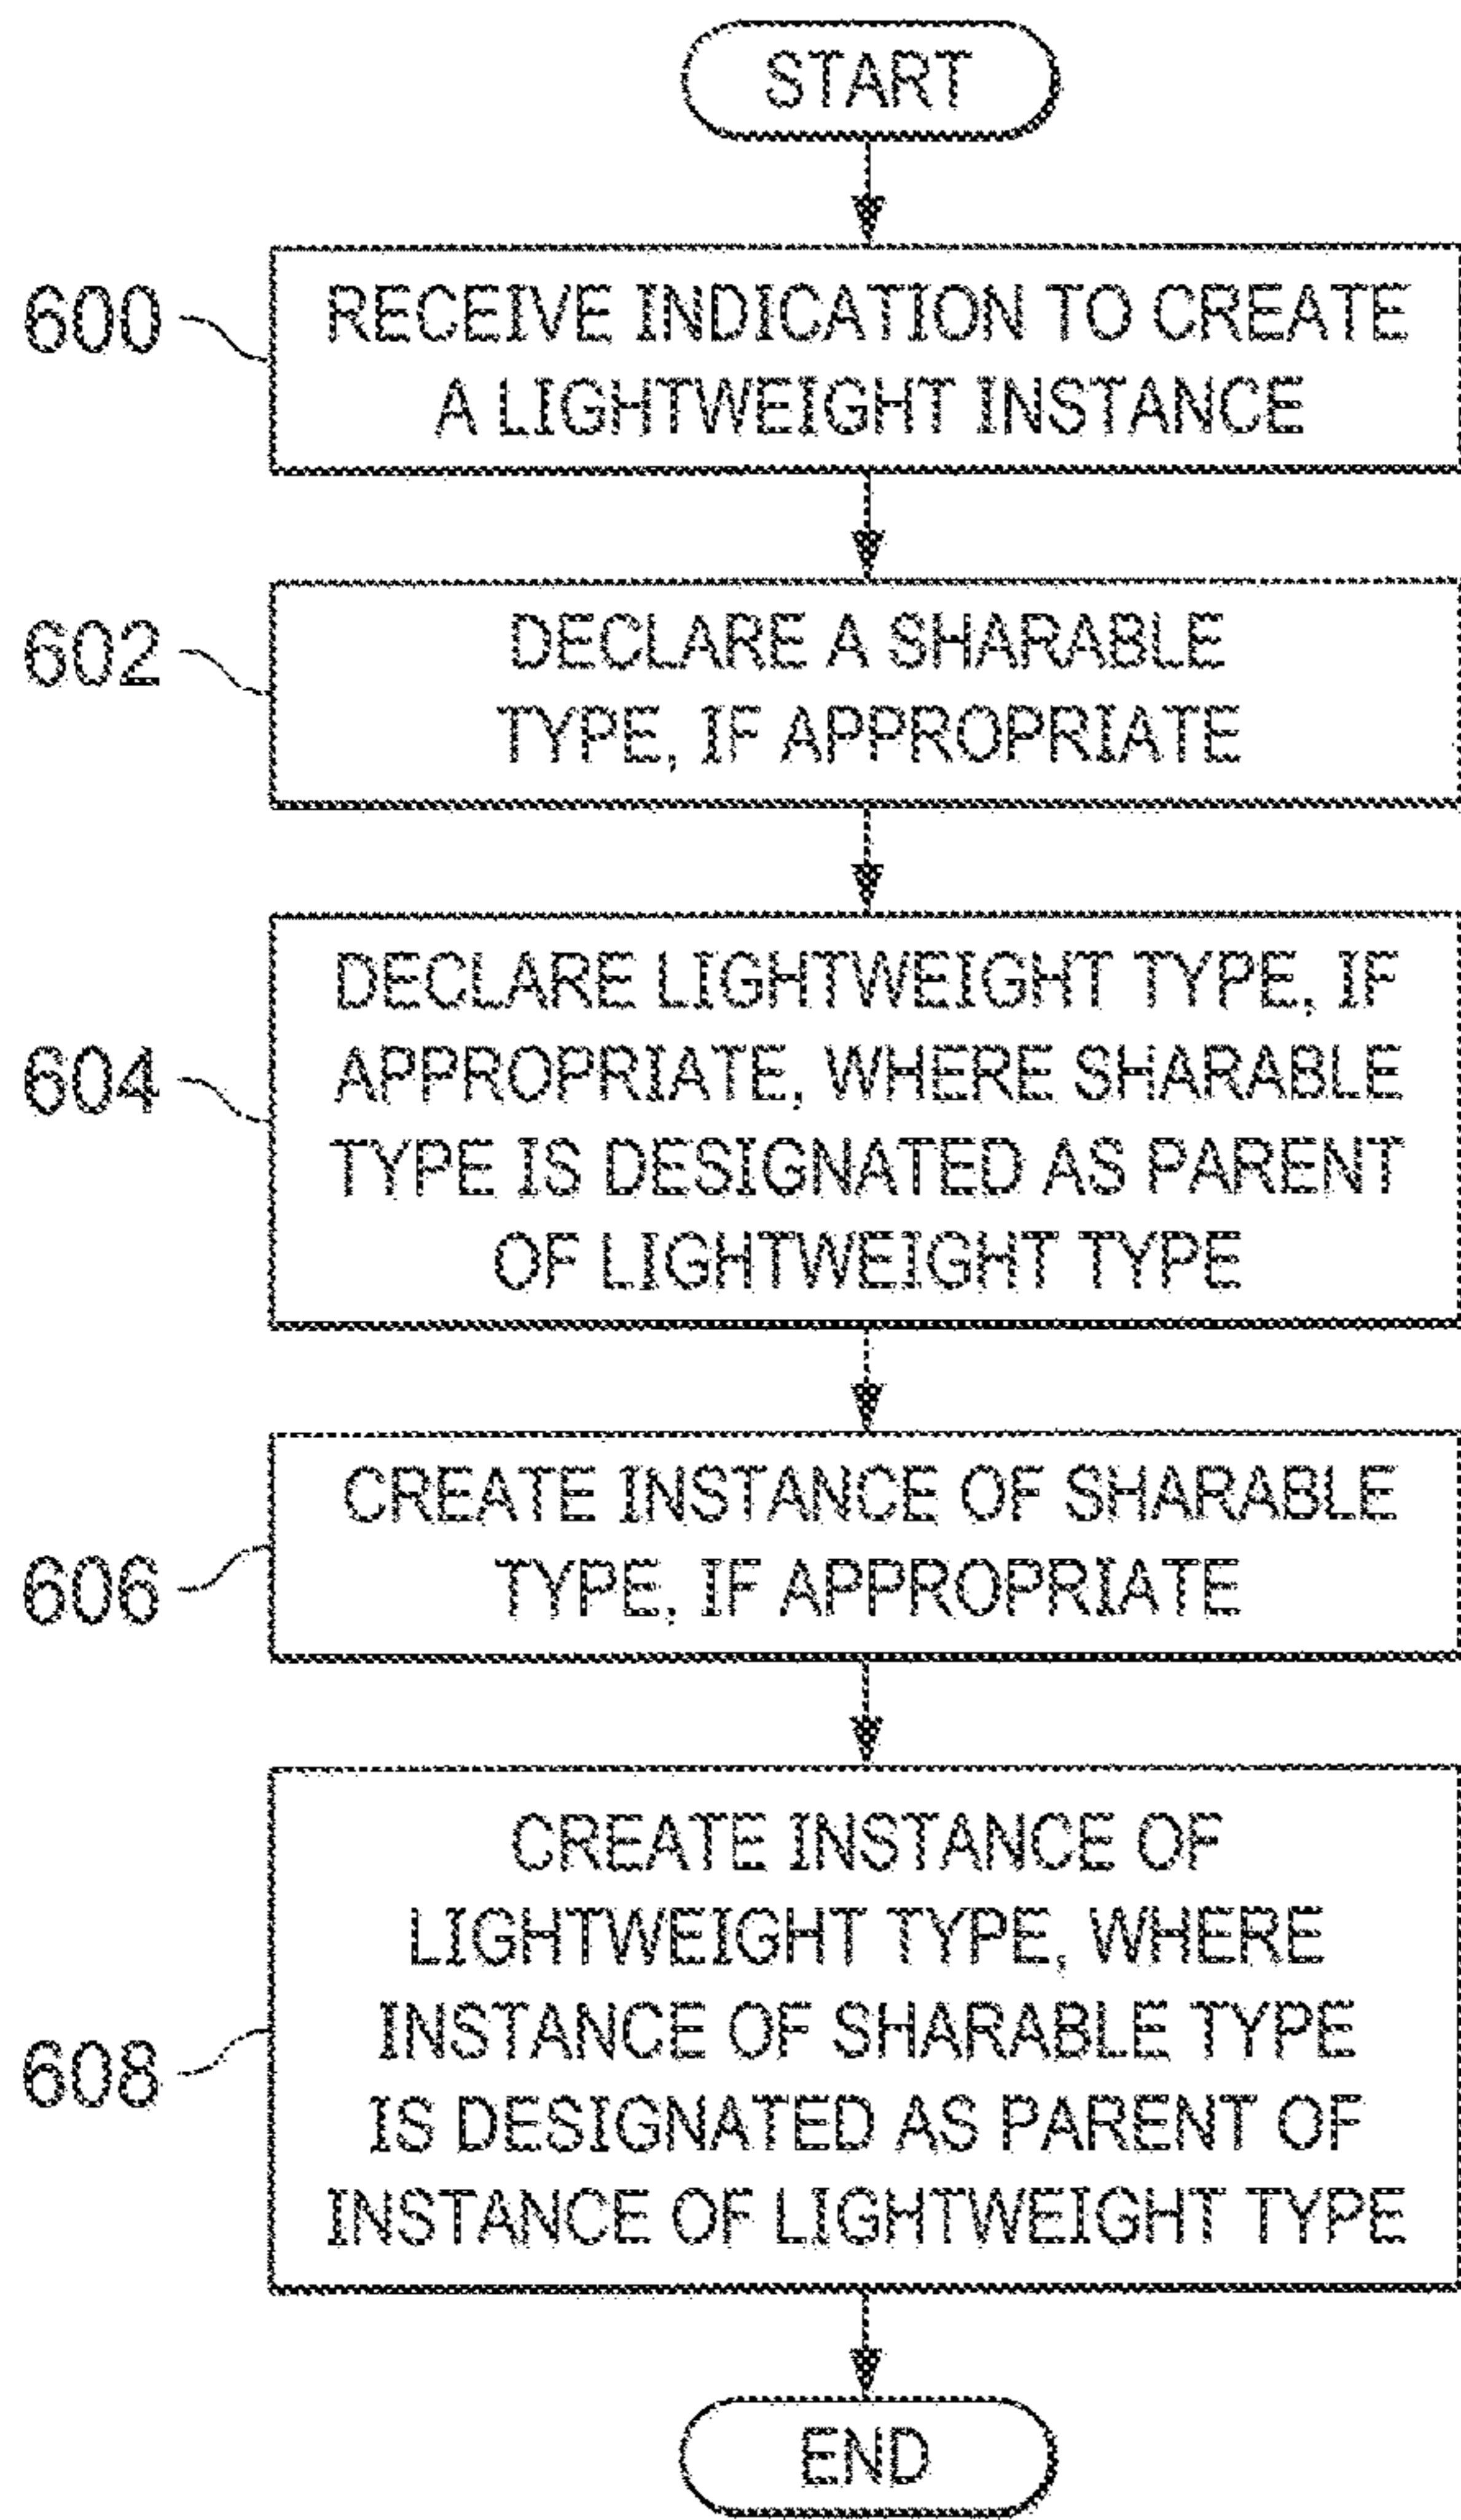 START
600
RECEIVE INDICATION TO CREATE
A LIGHTWEIGHT INSTANCE
602
DECLARE A SHARABLE
TYPE, IF APPROPRIATE
604
DECLARE LIGHTWEIGHT TYPE, IF
APPROPRIATE, WHERE SHARABLE
TYPE IS DESIGNATED AS PARENT
OF LIGHTWEIGHT TYPE
606
CREATE INSTANCE OF SHARABLE
TYPE, IF APPROPRIATE
608
CREATE INSTANCE OF
LIGHTWEIGHT TYPE, WHERE
INSTANCE OF SHARABLE TYPE
IS DESIGNATED AS PARENT OF
INSTANCE OF LIGHTWEIGHT TYPE
END